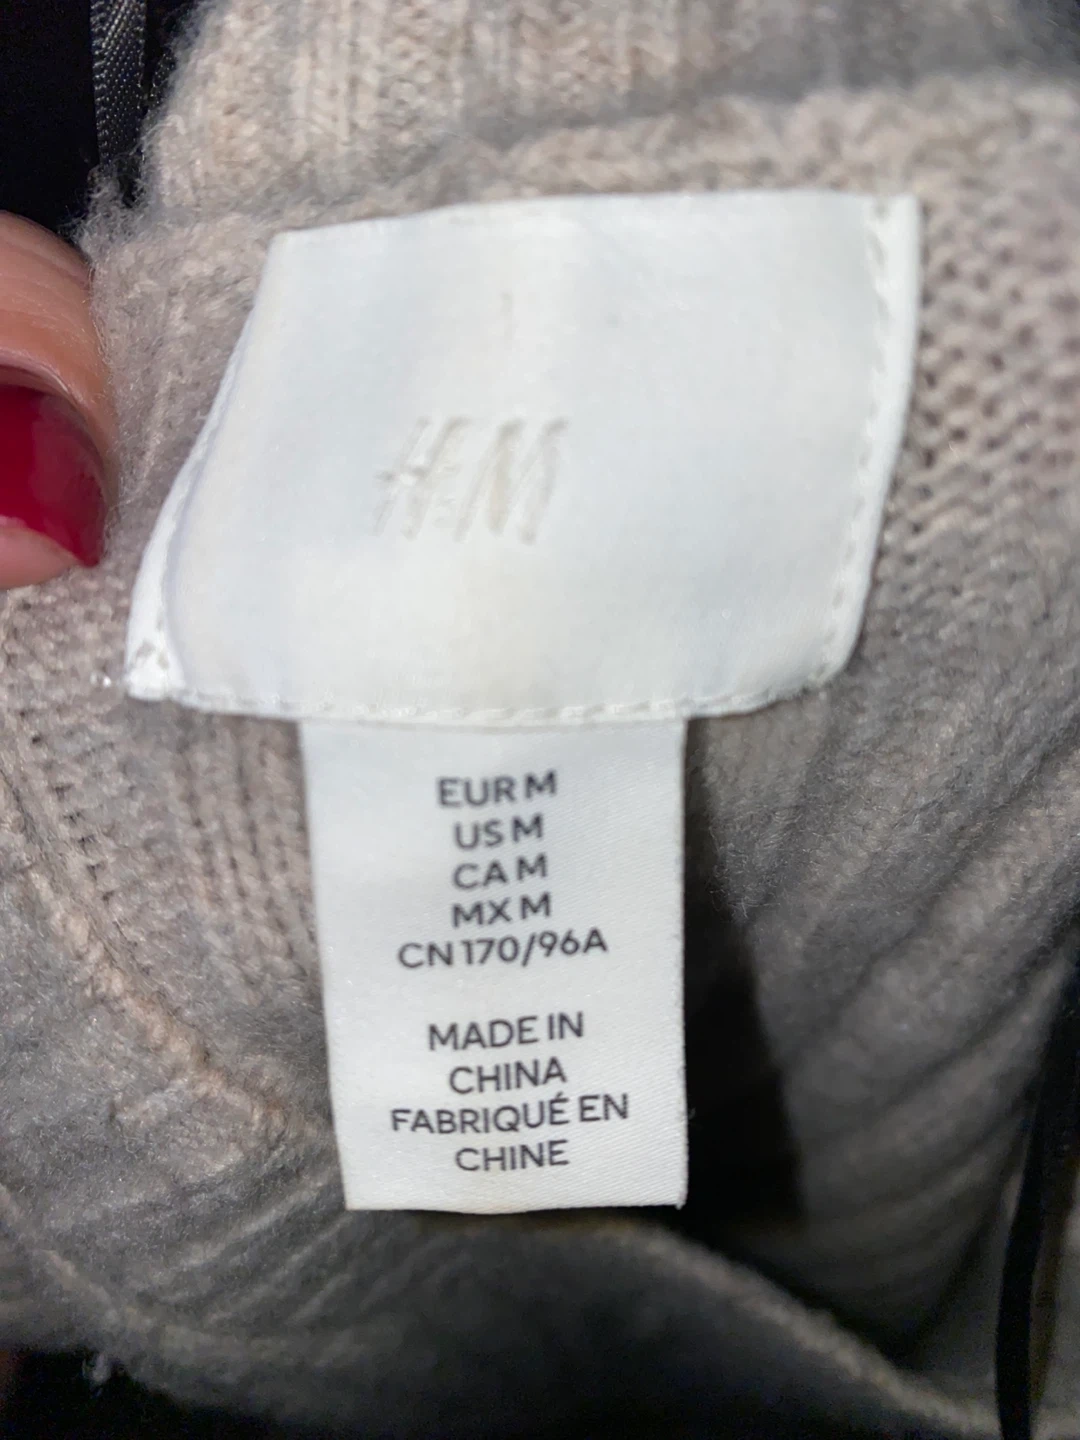 H&M
EUR M
US M
CA M
MX M
CN 170/96A
MADE IN
CHINA
FABRIQUÉ EN
CHINE